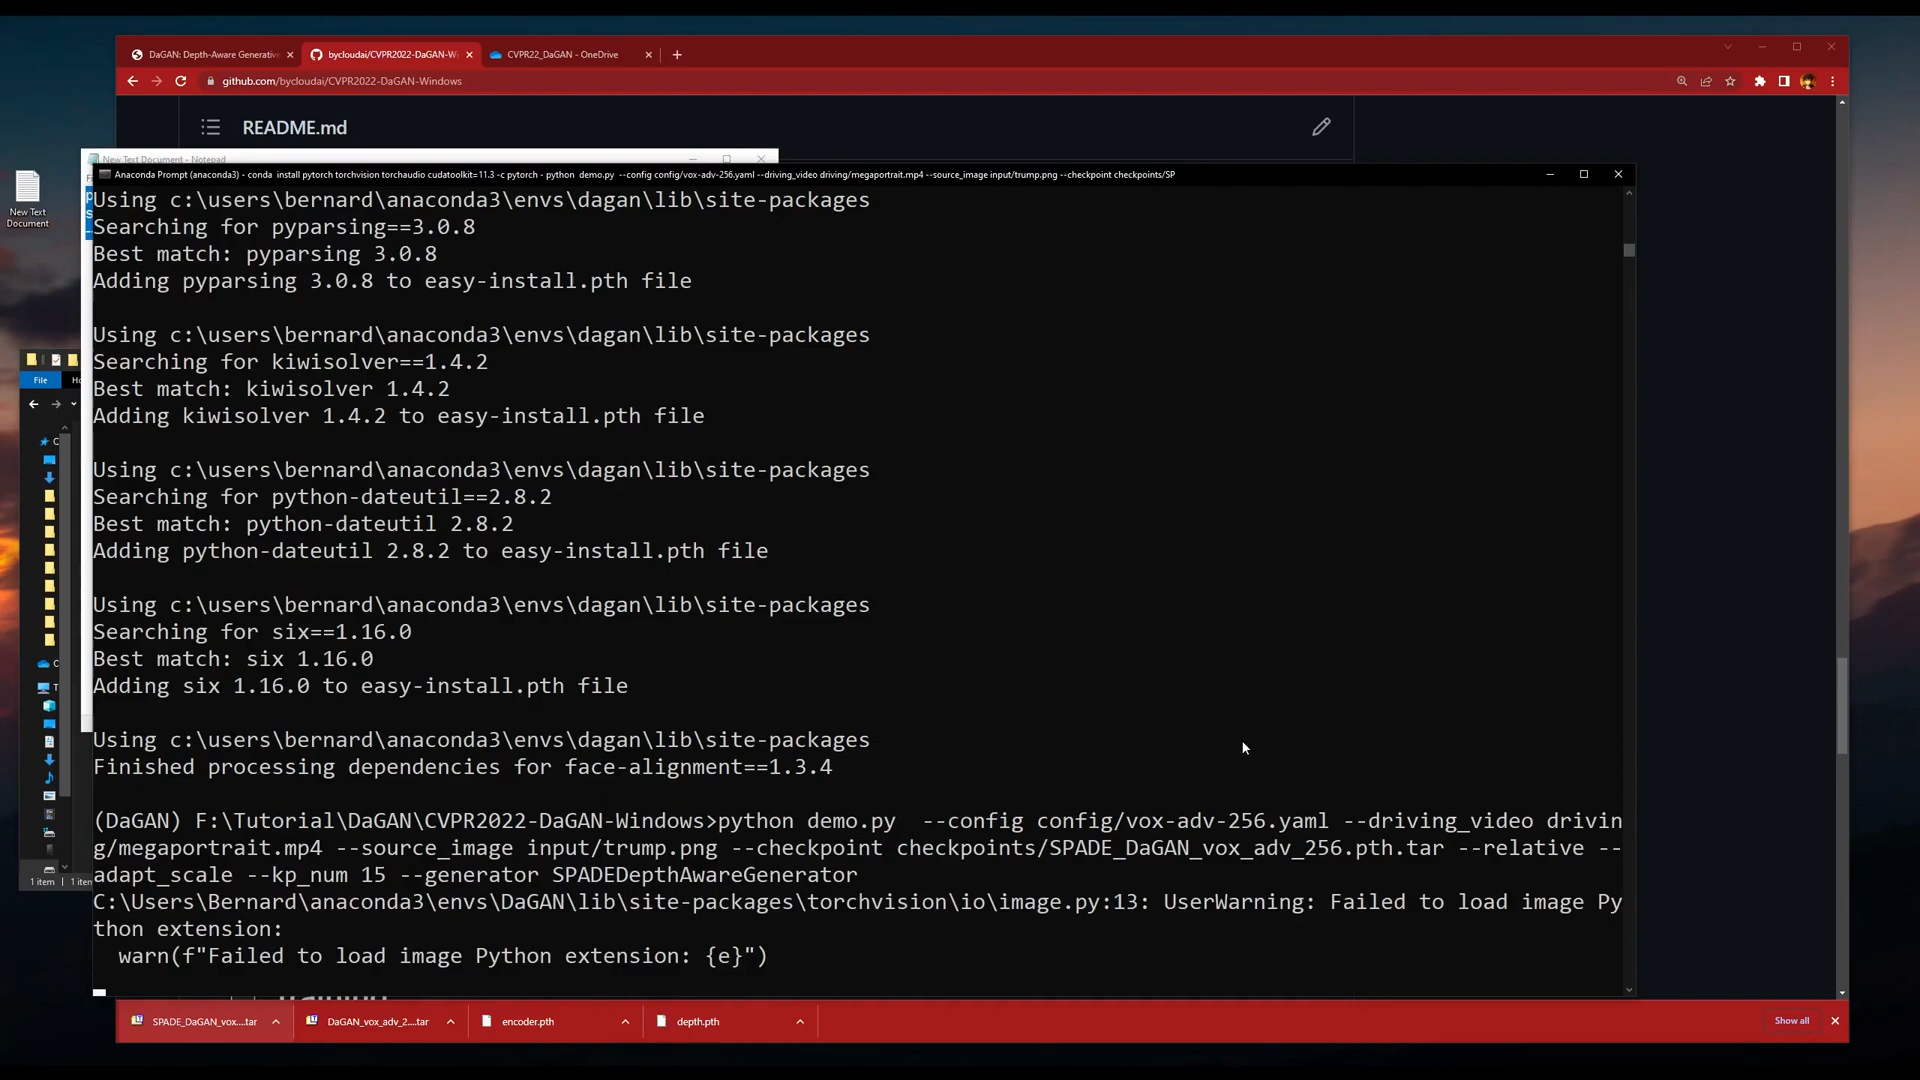 DaGAN: Depth-Aware Generative
bycloudai/CVPR2022-DaGAN-Wi
CVPR22_DaGAN - OneDrive
github.com/bycloudai/CVPR2022-DaGAN-Windows
README.md
New Text Document - Notepad
Anaconda Prompt (anaconda3) - conda install pytorch torchvision torchaudio cudatoolkit=11.3 -c pytorch - python demo.py --config config/vox-adv-256.yaml --driving_video driving/megaportrait.mp4 --source_image input/trump.png --checkpoint checkpoints/SP
New Text
Document
File
Using c:\users\bernard\anaconda3\envs\dagan\lib\site-packages
Searching for pyparsing==3.0.8
Best match: pyparsing 3.0.8
Adding pyparsing 3.0.8 to easy-install.pth file
Using c:\users\bernard\anaconda3\envs\dagan\lib\site-packages
Searching for kiwisolver==1.4.2
Best match: kiwisolver 1.4.2
Adding kiwisolver 1.4.2 to easy-install.pth file
Using c:\users\bernard\anaconda3\envs\dagan\lib\site-packages
Searching for python-dateutil==2.8.2
Best match: python-dateutil 2.8.2
Adding python-dateutil 2.8.2 to easy-install.pth file
Using c:\users\bernard\anaconda3\envs\dagan\lib\site-packages
Searching for six==1.16.0
Best match: six 1.16.0
Adding six 1.16.0 to easy-install.pth file
Using c:\users\bernard\anaconda3\envs\dagan\lib\site-packages
Finished processing dependencies for face-alignment==1.3.4
(DaGAN) F:\Tutorial\DaGAN\CVPR2022-DaGAN-Windows>python demo.py  --config config/vox-adv-256.yaml --driving_video drivin
g/megaportrait.mp4 --source_image input/trump.png --checkpoint checkpoints/SPADE_DaGAN_vox_adv_256.pth.tar --relative --
adapt_scale --kp_num 15 --generator SPADEDepthAwareGenerator
C:\Users\Bernard\anaconda3\envs\DaGAN\lib\site-packages\torchvision\io\image.py:13: UserWarning: Failed to load image Py
thon extension:
  warn(f"Failed to load image Python extension: {e}")
1 item
SPADE_DaGAN_vox....tar
DaGAN_vox_adv_2....tar
encoder.pth
depth.pth
Show all